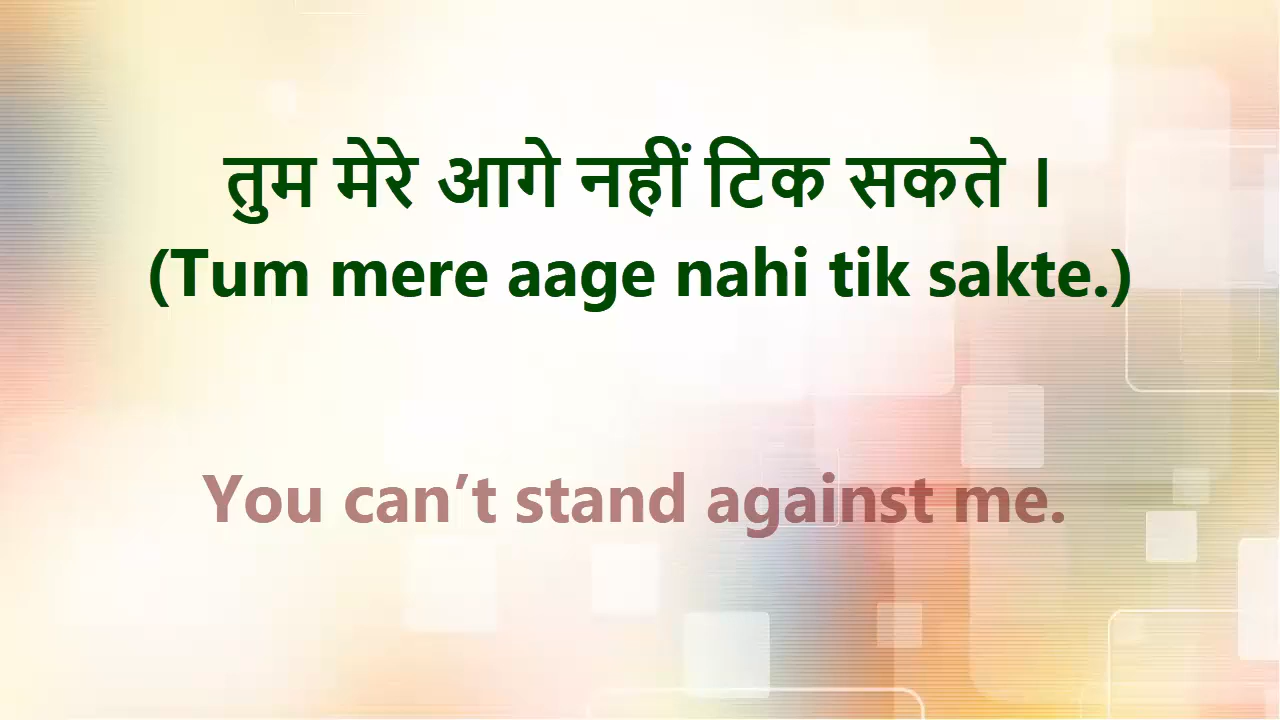 तुम मेरे आगे नहीं टिक सकते ।
(Tum mere aage nahi tik sakte.)
You can’t stand against me.